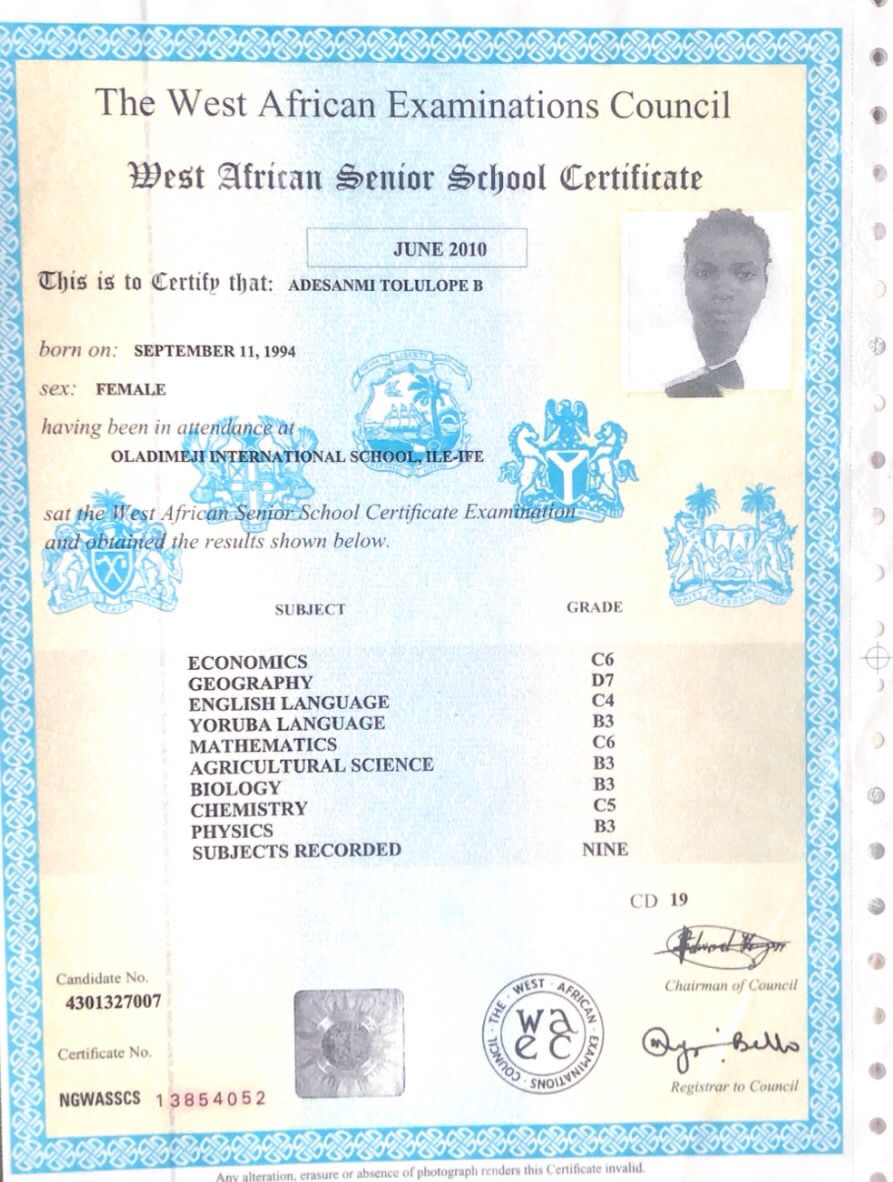 The West African Examinations Council
West African Senior School Certificate
JUNE 2010
This is to Certify that: ADESANMI TOLULOPE B
born on: SEPTEMBER 11, 1994
sex: FEMALE
having been in attendance at
OLADIMEJI INTERNATIONAL SCHOOL, ILE-IFE
sat the West African Senior School Certificate Examination
and obtained the results shown below.
SUBJECT GRADE
ECONOMICS C6
GEOGRAPHY D7
ENGLISH LANGUAGE C4
YORUBA LANGUAGE B3
MATHEMATICS C6
AGRICULTURAL SCIENCE B3
BIOLOGY B3
CHEMISTRY C5
PHYSICS B3
SUBJECTS RECORDED NINE
CD 19
Chairman of Council
Candidate No.
4301327007
THE · WEST · AFRICAN · EXAMINATIONS · COUNCIL
wa
ec
Bello
Registrar to Council
Certificate No.
NGWASSCS 13854052
Any alteration, erasure or absence of photograph renders this Certificate invalid.